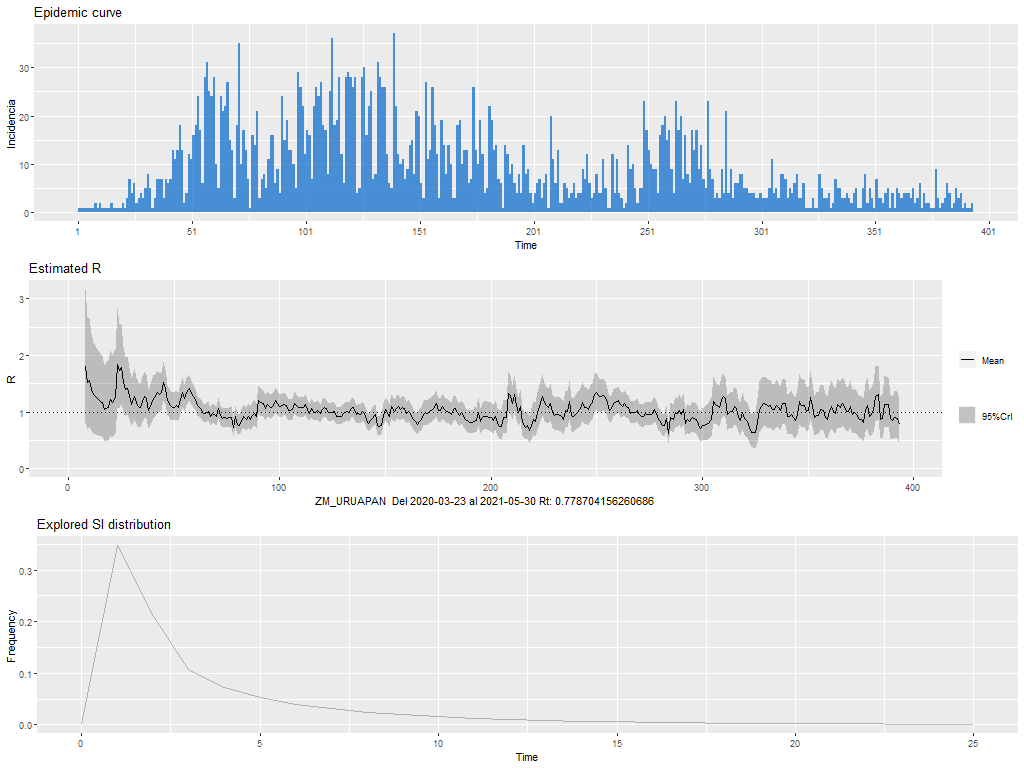 Epidemic curve
Incidencia
30
20
10
0
1 51 101 151 201 251 301 351 401
Time
Estimated R
R
3
2
1
0
0 100 200 300 400
ZM_URUAPAN Del 2020-03-23 al 2021-05-30 Rt: 0.778704156260686
Mean
95%CrI
Explored SI distribution
Frequency
0.3
0.2
0.1
0.0
0 5 10 15 20 25
Time